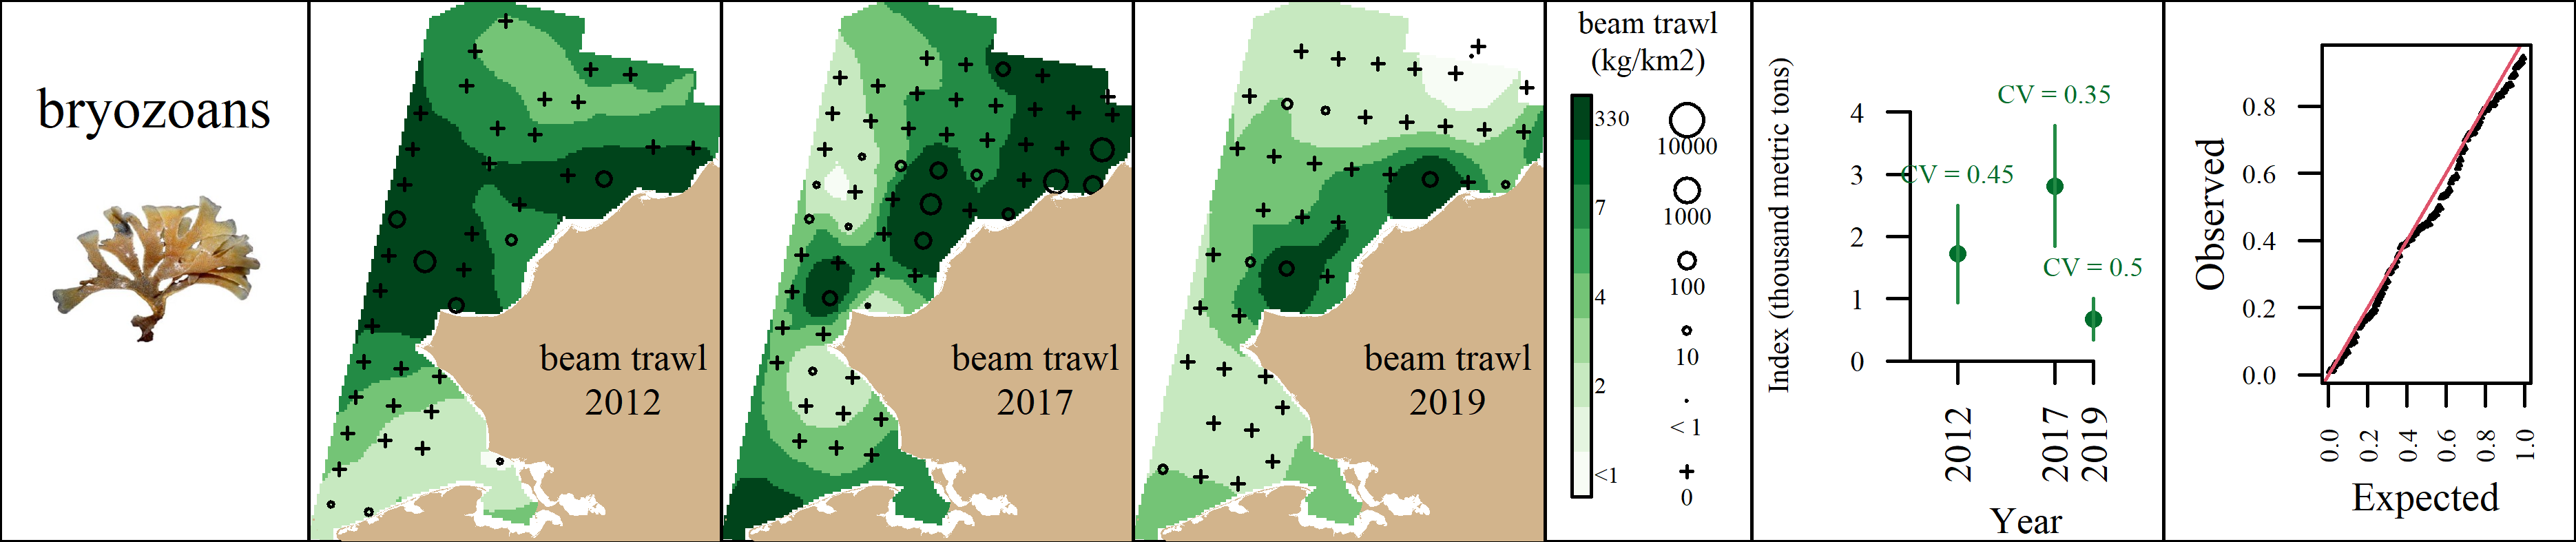 bryozoans
beam trawl
2012
beam trawl
2017
beam trawl
2019
beam trawl
(kg/km2)
330
7
4
2
<1
10000
1000
100
10
< 1
0
Index (thousand metric tons)
4
3
2
1
0
CV = 0.45
CV = 0.35
CV = 0.5
2012
2017
2019
Year
Observed
0.8
0.6
0.4
0.2
0.0
0.0
0.2
0.4
0.6
0.8
1.0
Expected